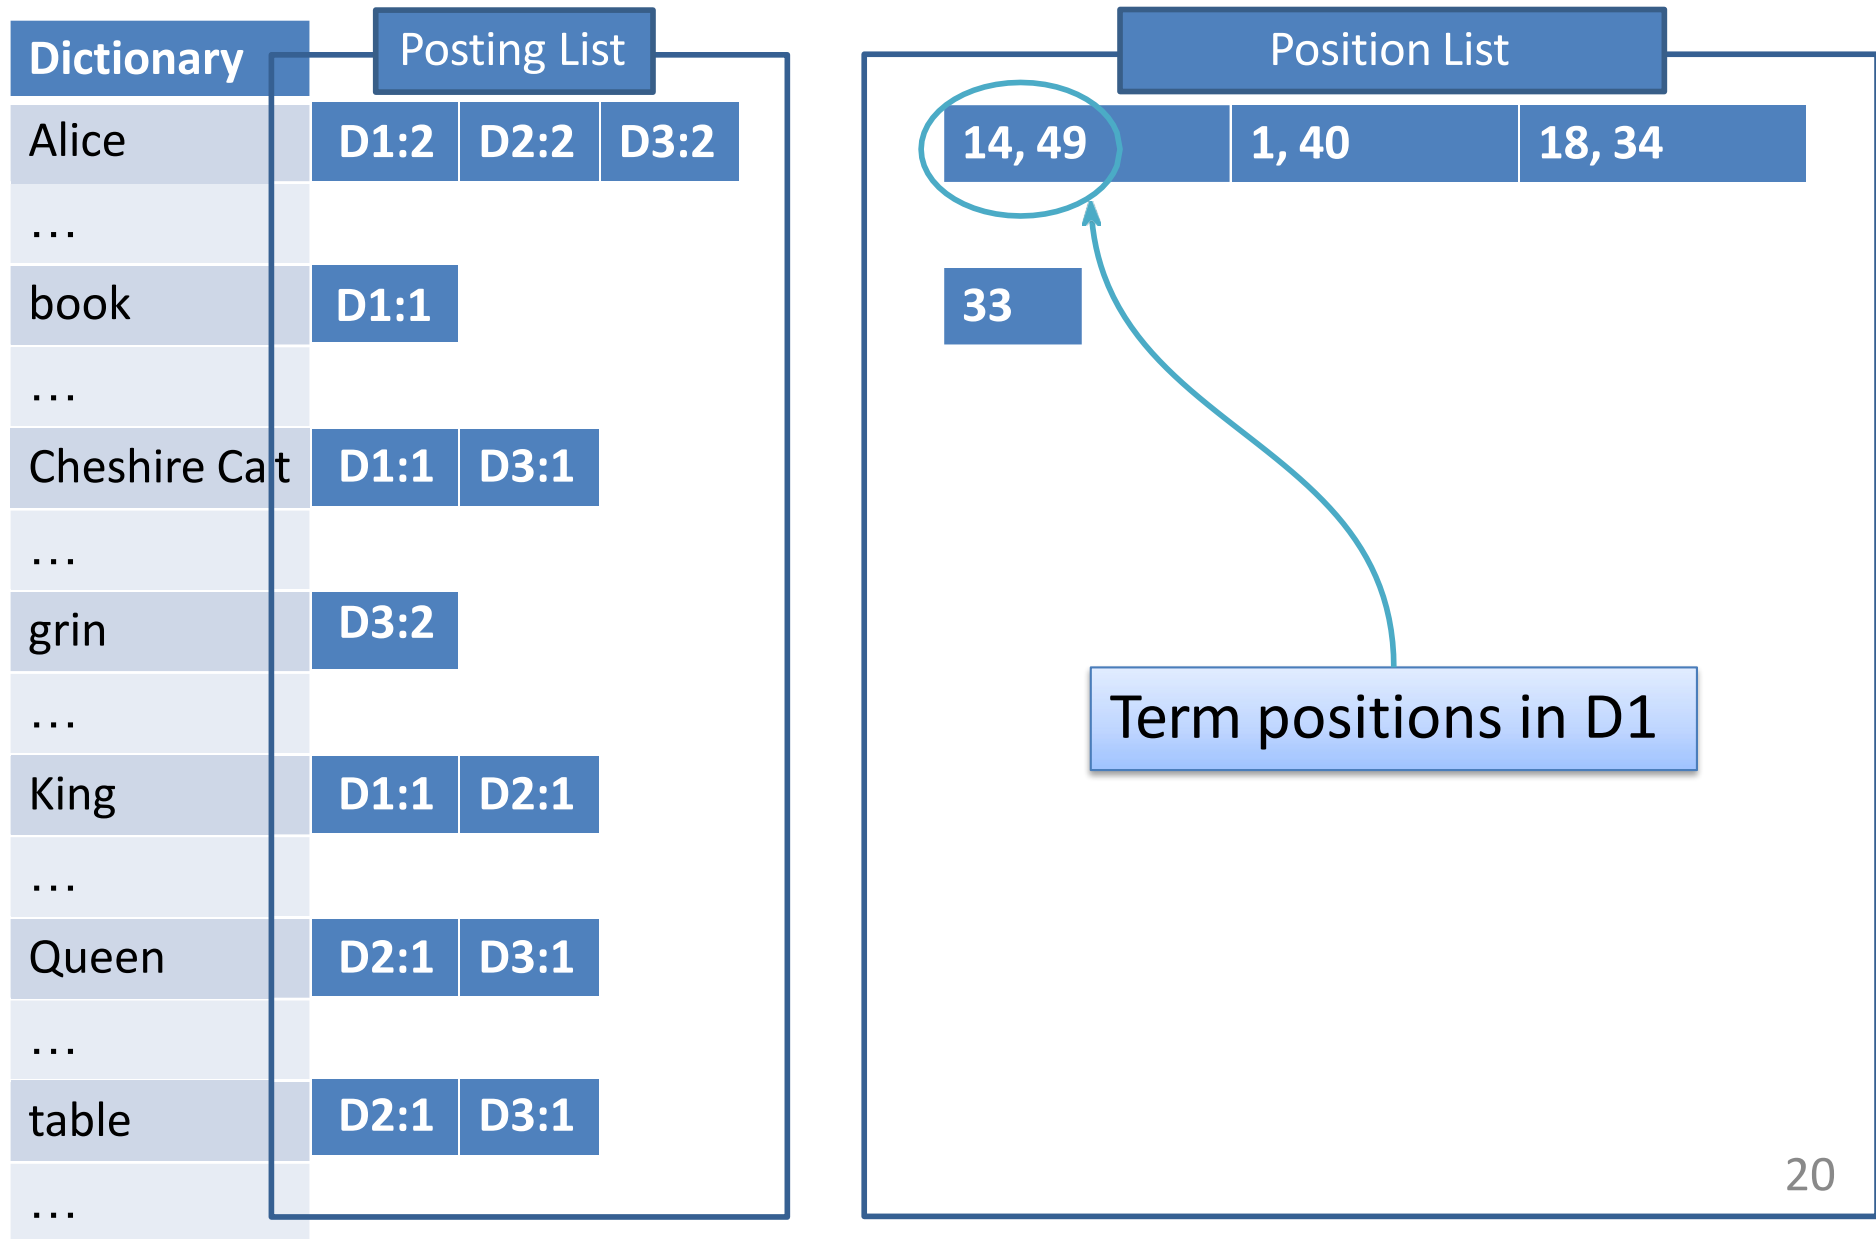 Dictionary Posting List Position List
Alice D1:2 D2:2 D3:2 14, 49 1, 40 18, 34
...
book D1:1 33
...
Cheshire Cat D1:1 D3:1
...
grin D3:2
...
Term positions in D1
King D1:1 D2:1
...
Queen D2:1 D3:1
...
table D2:1 D3:1
...
20